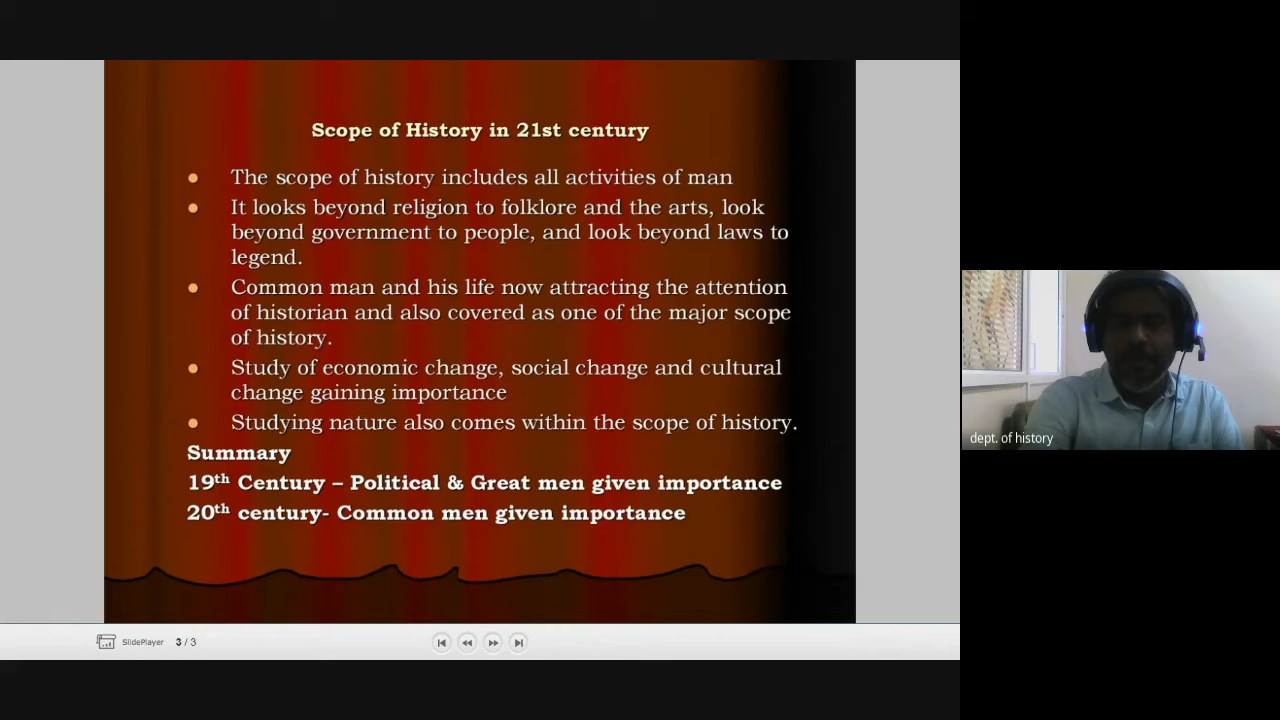 Scope of History in 21st century
The scope of history includes all activities of man
It looks beyond religion to folklore and the arts, look
beyond government to people, and look beyond laws to
legend.
Common man and his life now attracting the attention
of historian and also covered as one of the major scope
of history.
Study of economic change, social change and cultural
change gaining importance
Studying nature also comes within the scope of history.
Summary
19th Century – Political & Great men given importance
20th century- Common men given importance
SlidePlayer 3 / 3
dept. of history